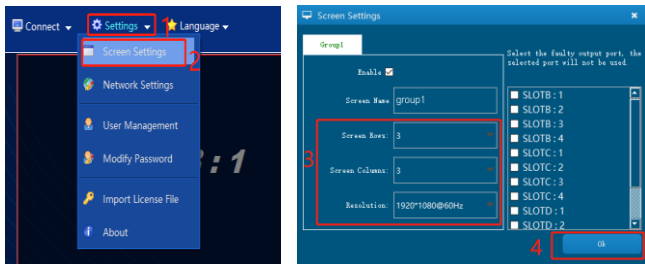 Connect Settings 1 Language
Screen Settings
2
Network Settings
User Management
Modify Password
: 1
Import License File
About
Screen Settings
Group1
Enable
Screen Name group1
3
Screen Rows: 3
Screen Columns: 3
Resolution: 1920*1080@60Hz
Select the faulty output port, the
selected port will not be used
SLOTB : 1
SLOTB : 2
SLOTB : 3
SLOTB : 4
SLOTC : 1
SLOTC : 2
SLOTC : 3
SLOTC : 4
SLOTD : 1
SLOTD : 2
4 Ok